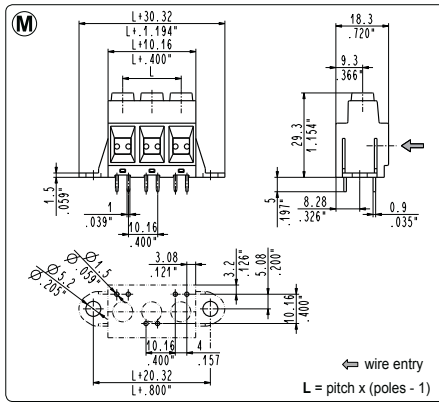 M
L+30.32
L+.1.194"
L+10.16
L+.400"
L
18.3
.720"
9.3
.366"
29.3
1.154"
1.5
.059"
1
.039"
10.16
.400"
5
.197"
8.28
.326"
0.9
.035"
3.08
.121"
3.2
.126"
5.08
.200"
Ø1.5
.059"
Ø5.2
Ø.205"
10.16
.400"
10.16
.400"
4
.157
L+20.32
L+.800"
wire entry
L = pitch x (poles - 1)